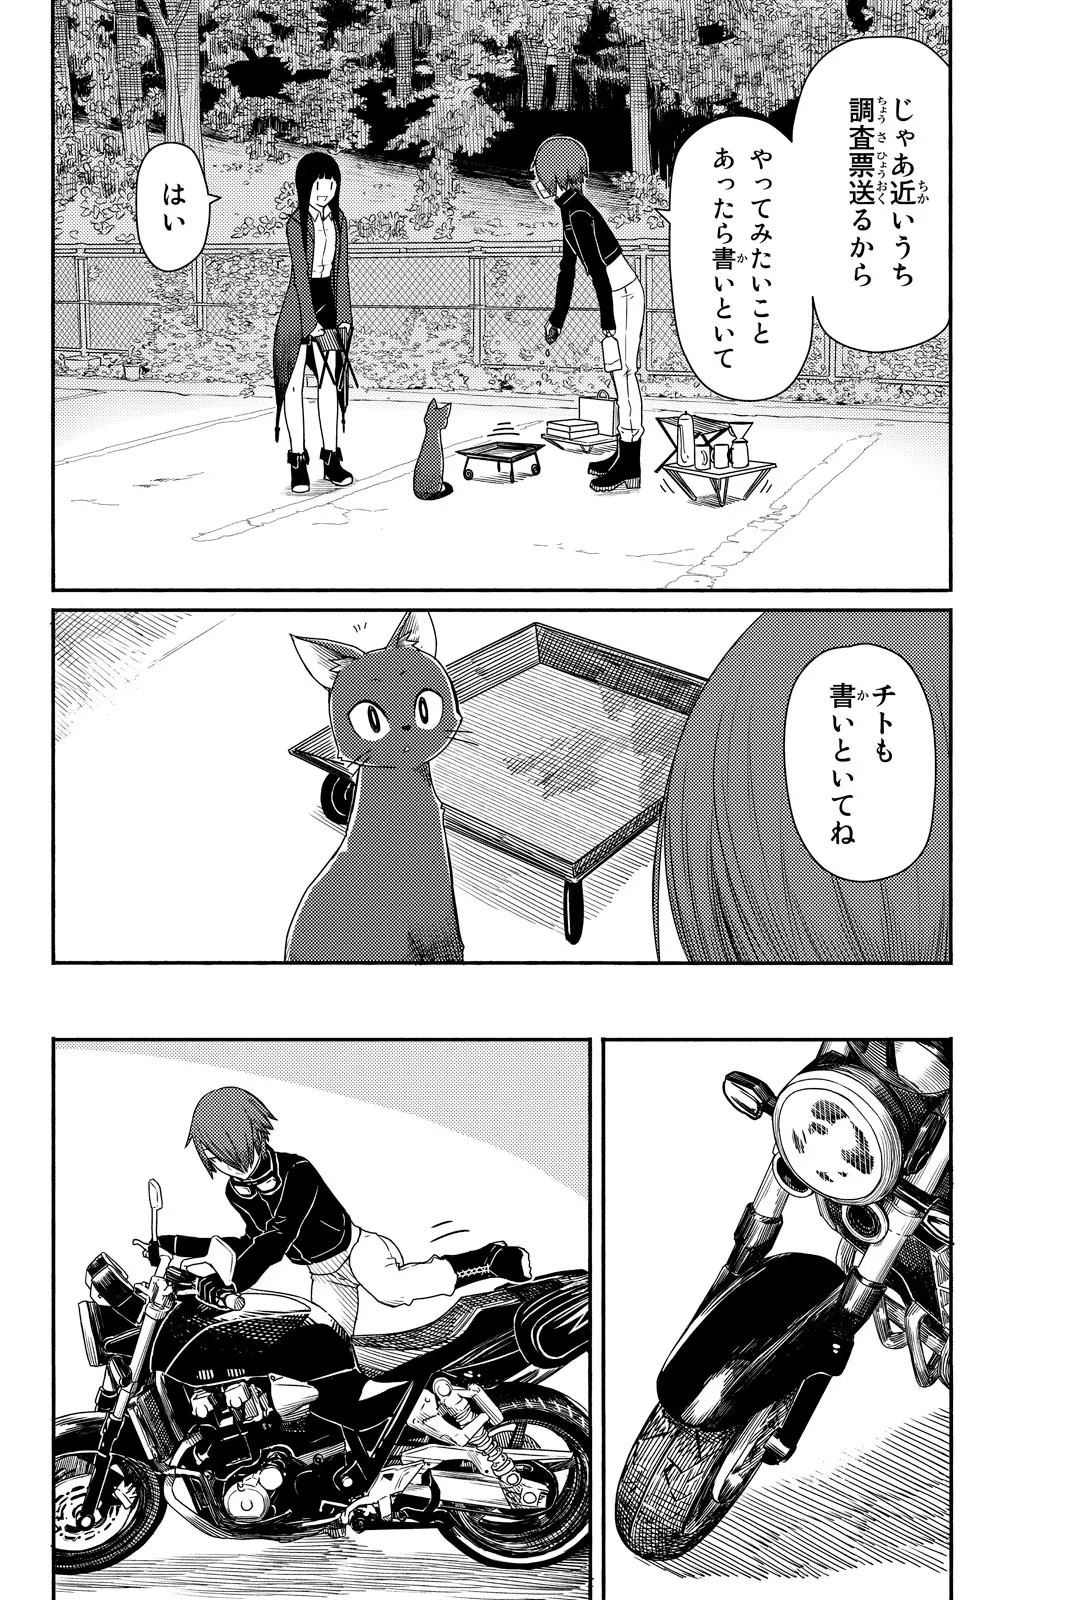 じゃあ近いうち
調査票送るから
やってみたいこと
あったら書いといて
はい
チトも
書いといてね